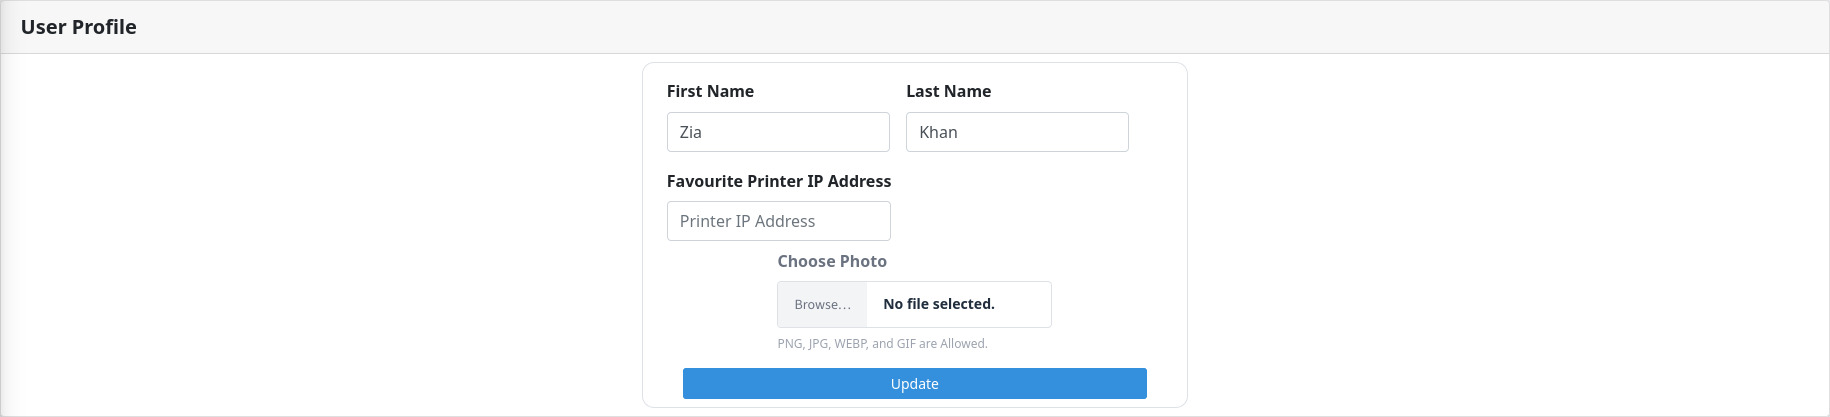 User Profile
First Name Last Name
Zia Khan
Favourite Printer IP Address
Printer IP Address
Choose Photo
Browse... No file selected.
PNG, JPG, WEBP, and GIF are Allowed.
Update